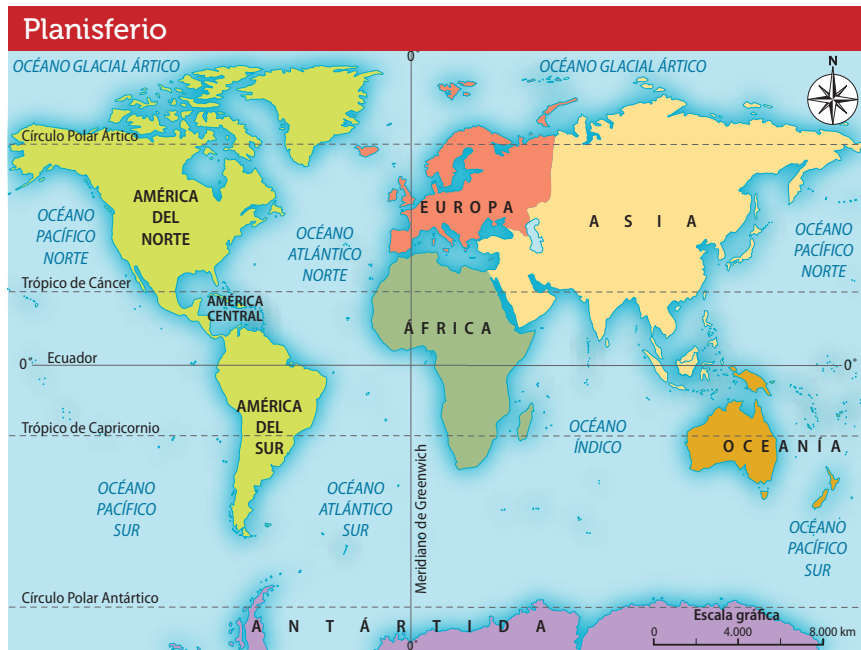 Planisferio
0°
OCÉANO GLACIAL ÁRTICO
OCÉANO GLACIAL ÁRTICO
N
Círculo Polar Ártico
AMÉRICA
DEL
NORTE
EUROPA
ASIA
OCÉANO
PACÍFICO
NORTE
OCÉANO
ATLÁNTICO
NORTE
OCÉANO
PACÍFICO
NORTE
Trópico de Cáncer
AMÉRICA
CENTRAL
ÁFRICA
Ecuador
0°
0°
AMÉRICA
DEL
SUR
Trópico de Capricornio
OCÉANO
ÍNDICO
OCEANÍA
Meridiano de Greenwich
OCÉANO
PACÍFICO
SUR
OCÉANO
ATLÁNTICO
SUR
OCÉANO
PACÍFICO
SUR
Círculo Polar Antártico
ANTÁRTIDA
0°
Escala gráfica
0 4.000 8.000 km